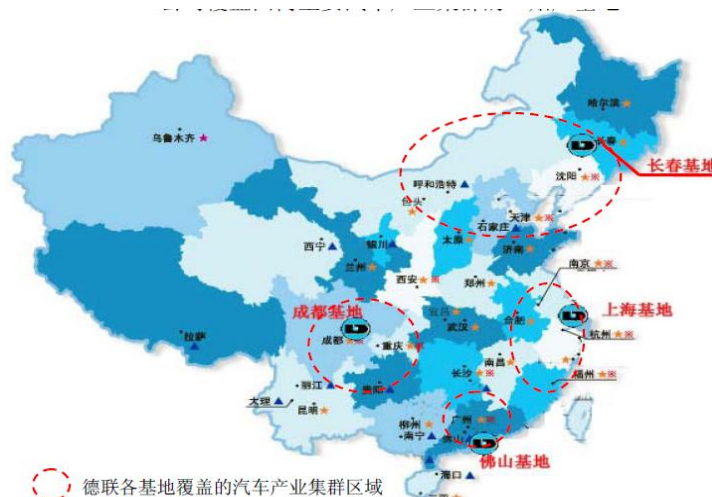 哈尔滨
长春
乌鲁木齐
长春基地
沈阳
呼和浩特
包头
天津
石家庄
银川
太原
济南
西宁
兰州
南京
西安
郑州
成都基地
上海基地
宜昌
合肥
武汉
杭州
拉萨
成都
重庆
南昌
长沙
福州
丽江
贵阳
大理
昆明
广州
柳州
南宁
佛山
佛山基地
海口
德联各基地覆盖的汽车产业集群区域